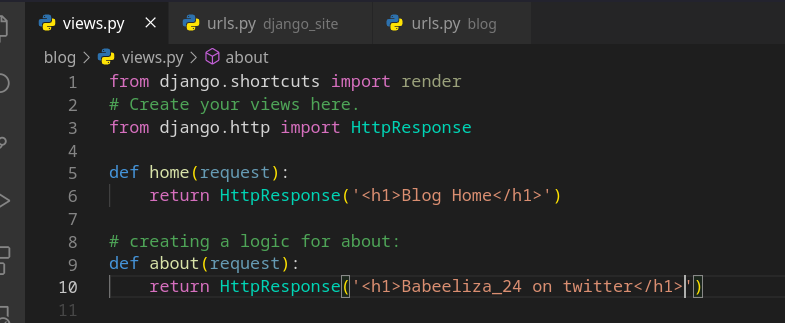 views.py × urls.py django_site urls.py blog
blog > views.py > about
1 from django.shortcuts import render
2 # Create your views here.
3 from django.http import HttpResponse
4
5 def home(request):
6 return HttpResponse('<h1>Blog Home</h1>')
7
8 # creating a logic for about:
9 def about(request):
10 return HttpResponse('<h1>Babeeliza_24 on twitter</h1>')
11